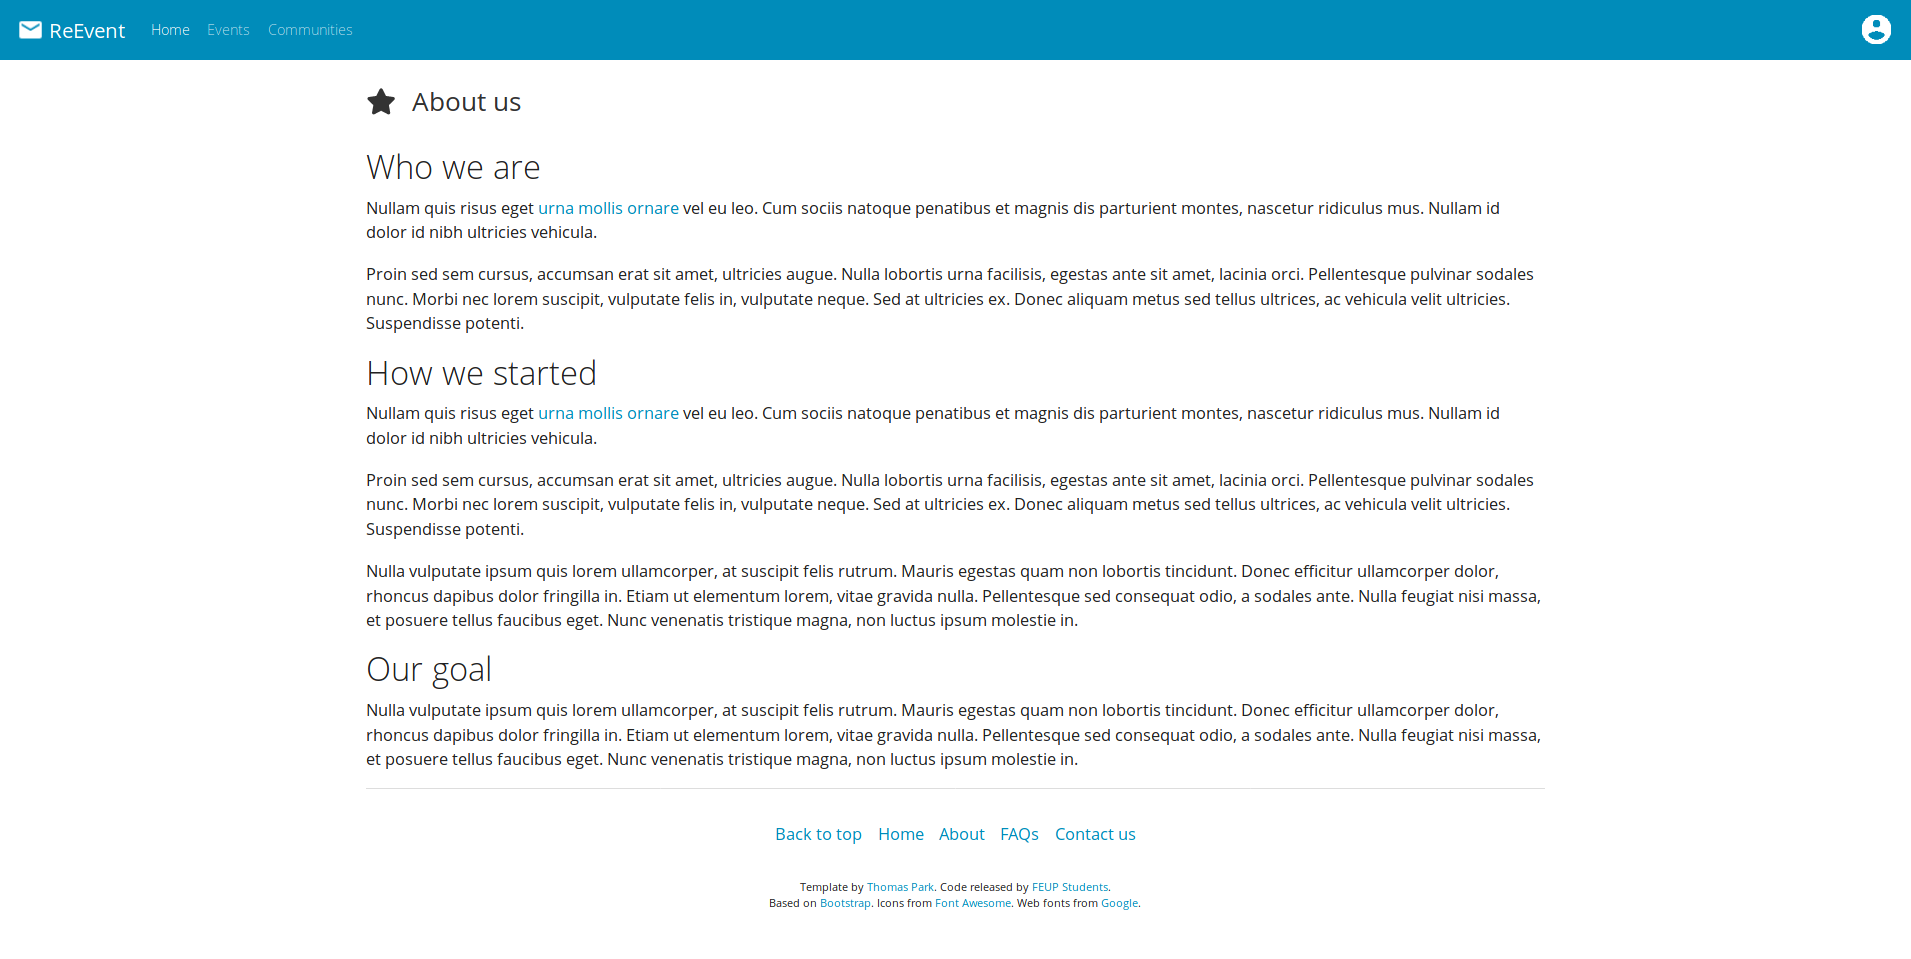 ReEvent Home Events Communities
About us
Who we are
Nullam quis risus eget urna mollis ornare vel eu leo. Cum sociis natoque penatibus et magnis dis parturient montes, nascetur ridiculus mus. Nullam id
dolor id nibh ultricies vehicula.
Proin sed sem cursus, accumsan erat sit amet, ultricies augue. Nulla lobortis urna facilisis, egestas ante sit amet, lacinia orci. Pellentesque pulvinar sodales
nunc. Morbi nec lorem suscipit, vulputate felis in, vulputate neque. Sed at ultricies ex. Donec aliquam metus sed tellus ultrices, ac vehicula velit ultricies.
Suspendisse potenti.
How we started
Nullam quis risus eget urna mollis ornare vel eu leo. Cum sociis natoque penatibus et magnis dis parturient montes, nascetur ridiculus mus. Nullam id
dolor id nibh ultricies vehicula.
Proin sed sem cursus, accumsan erat sit amet, ultricies augue. Nulla lobortis urna facilisis, egestas ante sit amet, lacinia orci. Pellentesque pulvinar sodales
nunc. Morbi nec lorem suscipit, vulputate felis in, vulputate neque. Sed at ultricies ex. Donec aliquam metus sed tellus ultrices, ac vehicula velit ultricies.
Suspendisse potenti.
Nulla vulputate ipsum quis lorem ullamcorper, at suscipit felis rutrum. Mauris egestas quam non lobortis tincidunt. Donec efficitur ullamcorper dolor,
rhoncus dapibus dolor fringilla in. Etiam ut elementum lorem, vitae gravida nulla. Pellentesque sed consequat odio, a sodales ante. Nulla feugiat nisi massa,
et posuere tellus faucibus eget. Nunc venenatis tristique magna, non luctus ipsum molestie in.
Our goal
Nulla vulputate ipsum quis lorem ullamcorper, at suscipit felis rutrum. Mauris egestas quam non lobortis tincidunt. Donec efficitur ullamcorper dolor,
rhoncus dapibus dolor fringilla in. Etiam ut elementum lorem, vitae gravida nulla. Pellentesque sed consequat odio, a sodales ante. Nulla feugiat nisi massa,
et posuere tellus faucibus eget. Nunc venenatis tristique magna, non luctus ipsum molestie in.
Back to top Home About FAQs Contact us
Template by Thomas Park. Code released by FEUP Students.
Based on Bootstrap. Icons from Font Awesome. Web fonts from Google.